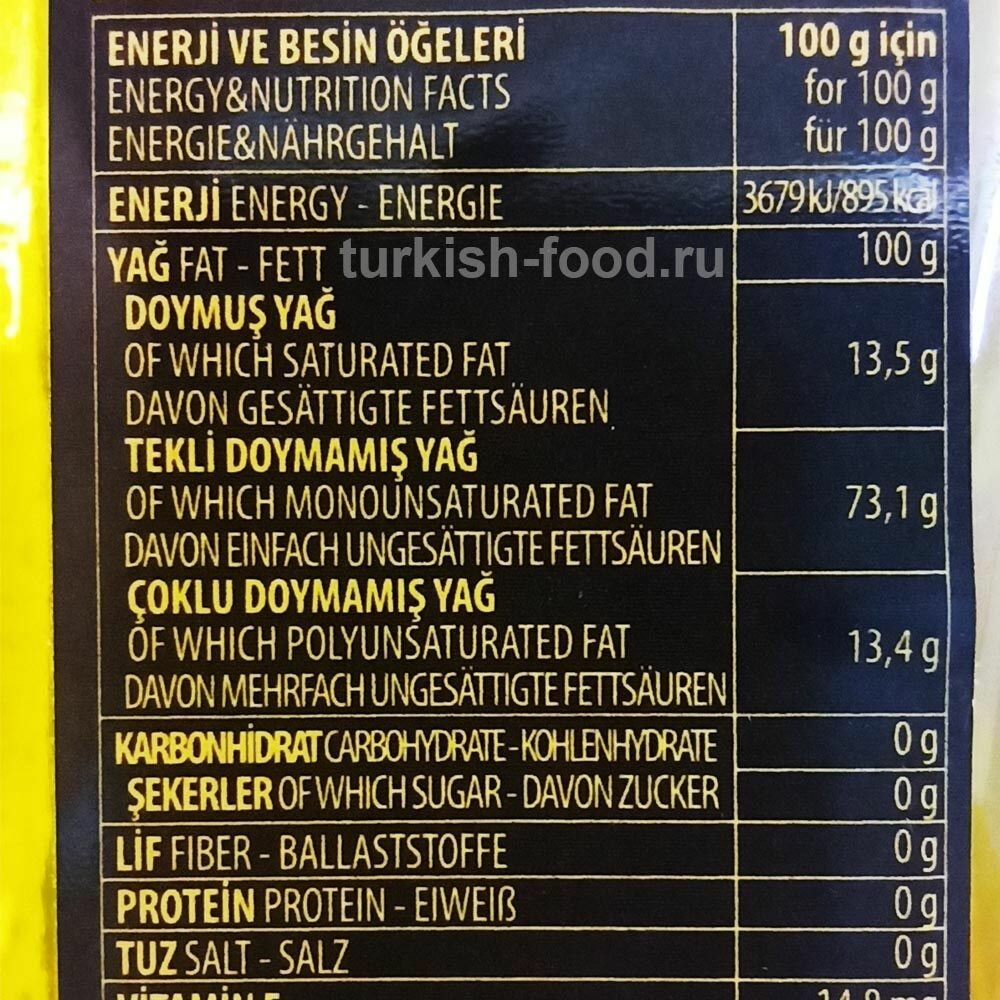 ENERJİ VE BESİN ÖĞELERİ 100 g için
ENERGY&NUTRITION FACTS for 100 g
ENERGIE&NÄHRGEHALT für 100 g
ENERJİ ENERGY - ENERGIE 3679 kJ/895 kcal
YAĞ FAT - FETT 100 g
turkish-food.ru
DOYMUŞ YAĞ
OF WHICH SATURATED FAT 13,5 g
DAVON GESÄTTIGTE FETTSÄUREN
TEKLİ DOYMAMIŞ YAĞ
OF WHICH MONOUNSATURATED FAT 73,1 g
DAVON EINFACH UNGESÄTTIGTE FETTSÄUREN
ÇOKLU DOYMAMIŞ YAĞ
OF WHICH POLYUNSATURATED FAT 13,4 g
DAVON MEHRFACH UNGESÄTTIGTE FETTSÄUREN
KARBONHİDRAT CARBOHYDRATE - KOHLENHYDRATE 0 g
ŞEKERLER OF WHICH SUGAR - DAVON ZUCKER 0 g
LİF FIBER - BALLASTSTOFFE 0 g
PROTEİN PROTEIN - EIWEIß 0 g
TUZ SALT - SALZ 0 g
VİTAMİN E